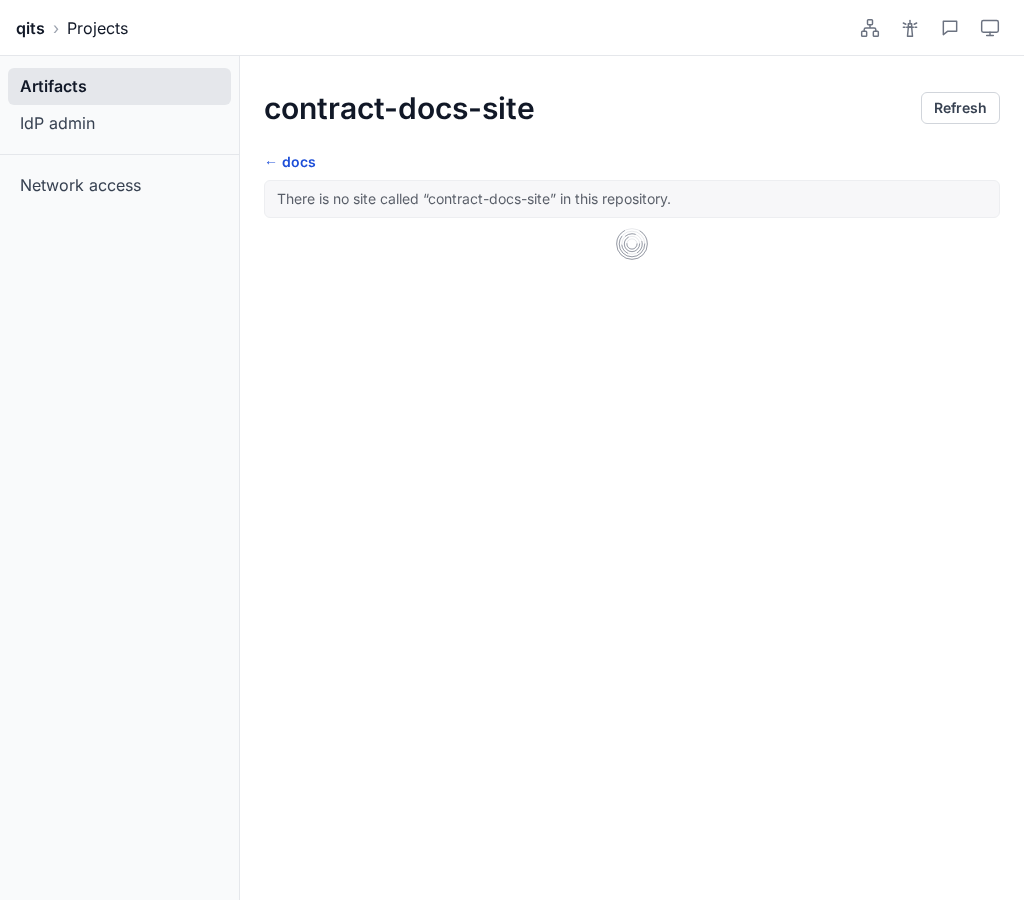 qits › Projects
Artifacts
IdP admin
Network access
contract-docs-site
Refresh
← docs
There is no site called “contract-docs-site” in this repository.